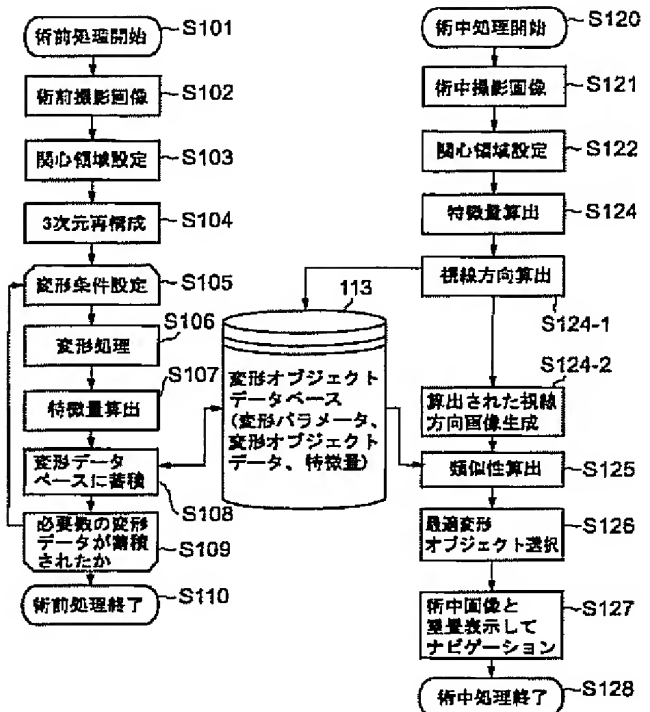 術前処理開始
S101
術前撮影画像
S102
関心領域設定
S103
3次元再構成
S104
変形条件設定
S105
変形処理
S106
特徴量算出
S107
変形データ
ベースに蓄積
S108
必要数の変形
データが蓄積
されたか
S109
術前処理終了
S110
113
変形オブジェクト
データベース
(変形パラメータ、
変形オブジェクト
データ、特徴量)
術中処理開始
S120
術中撮影画像
S121
関心領域設定
S122
特徴量算出
S124
視線方向算出
S124-1
S124-2
算出された視線
方向画像生成
類似性算出
S125
最適変形
オブジェクト選択
S126
術中画像と
重畳表示して
ナビゲーション
S127
術中処理終了
S128